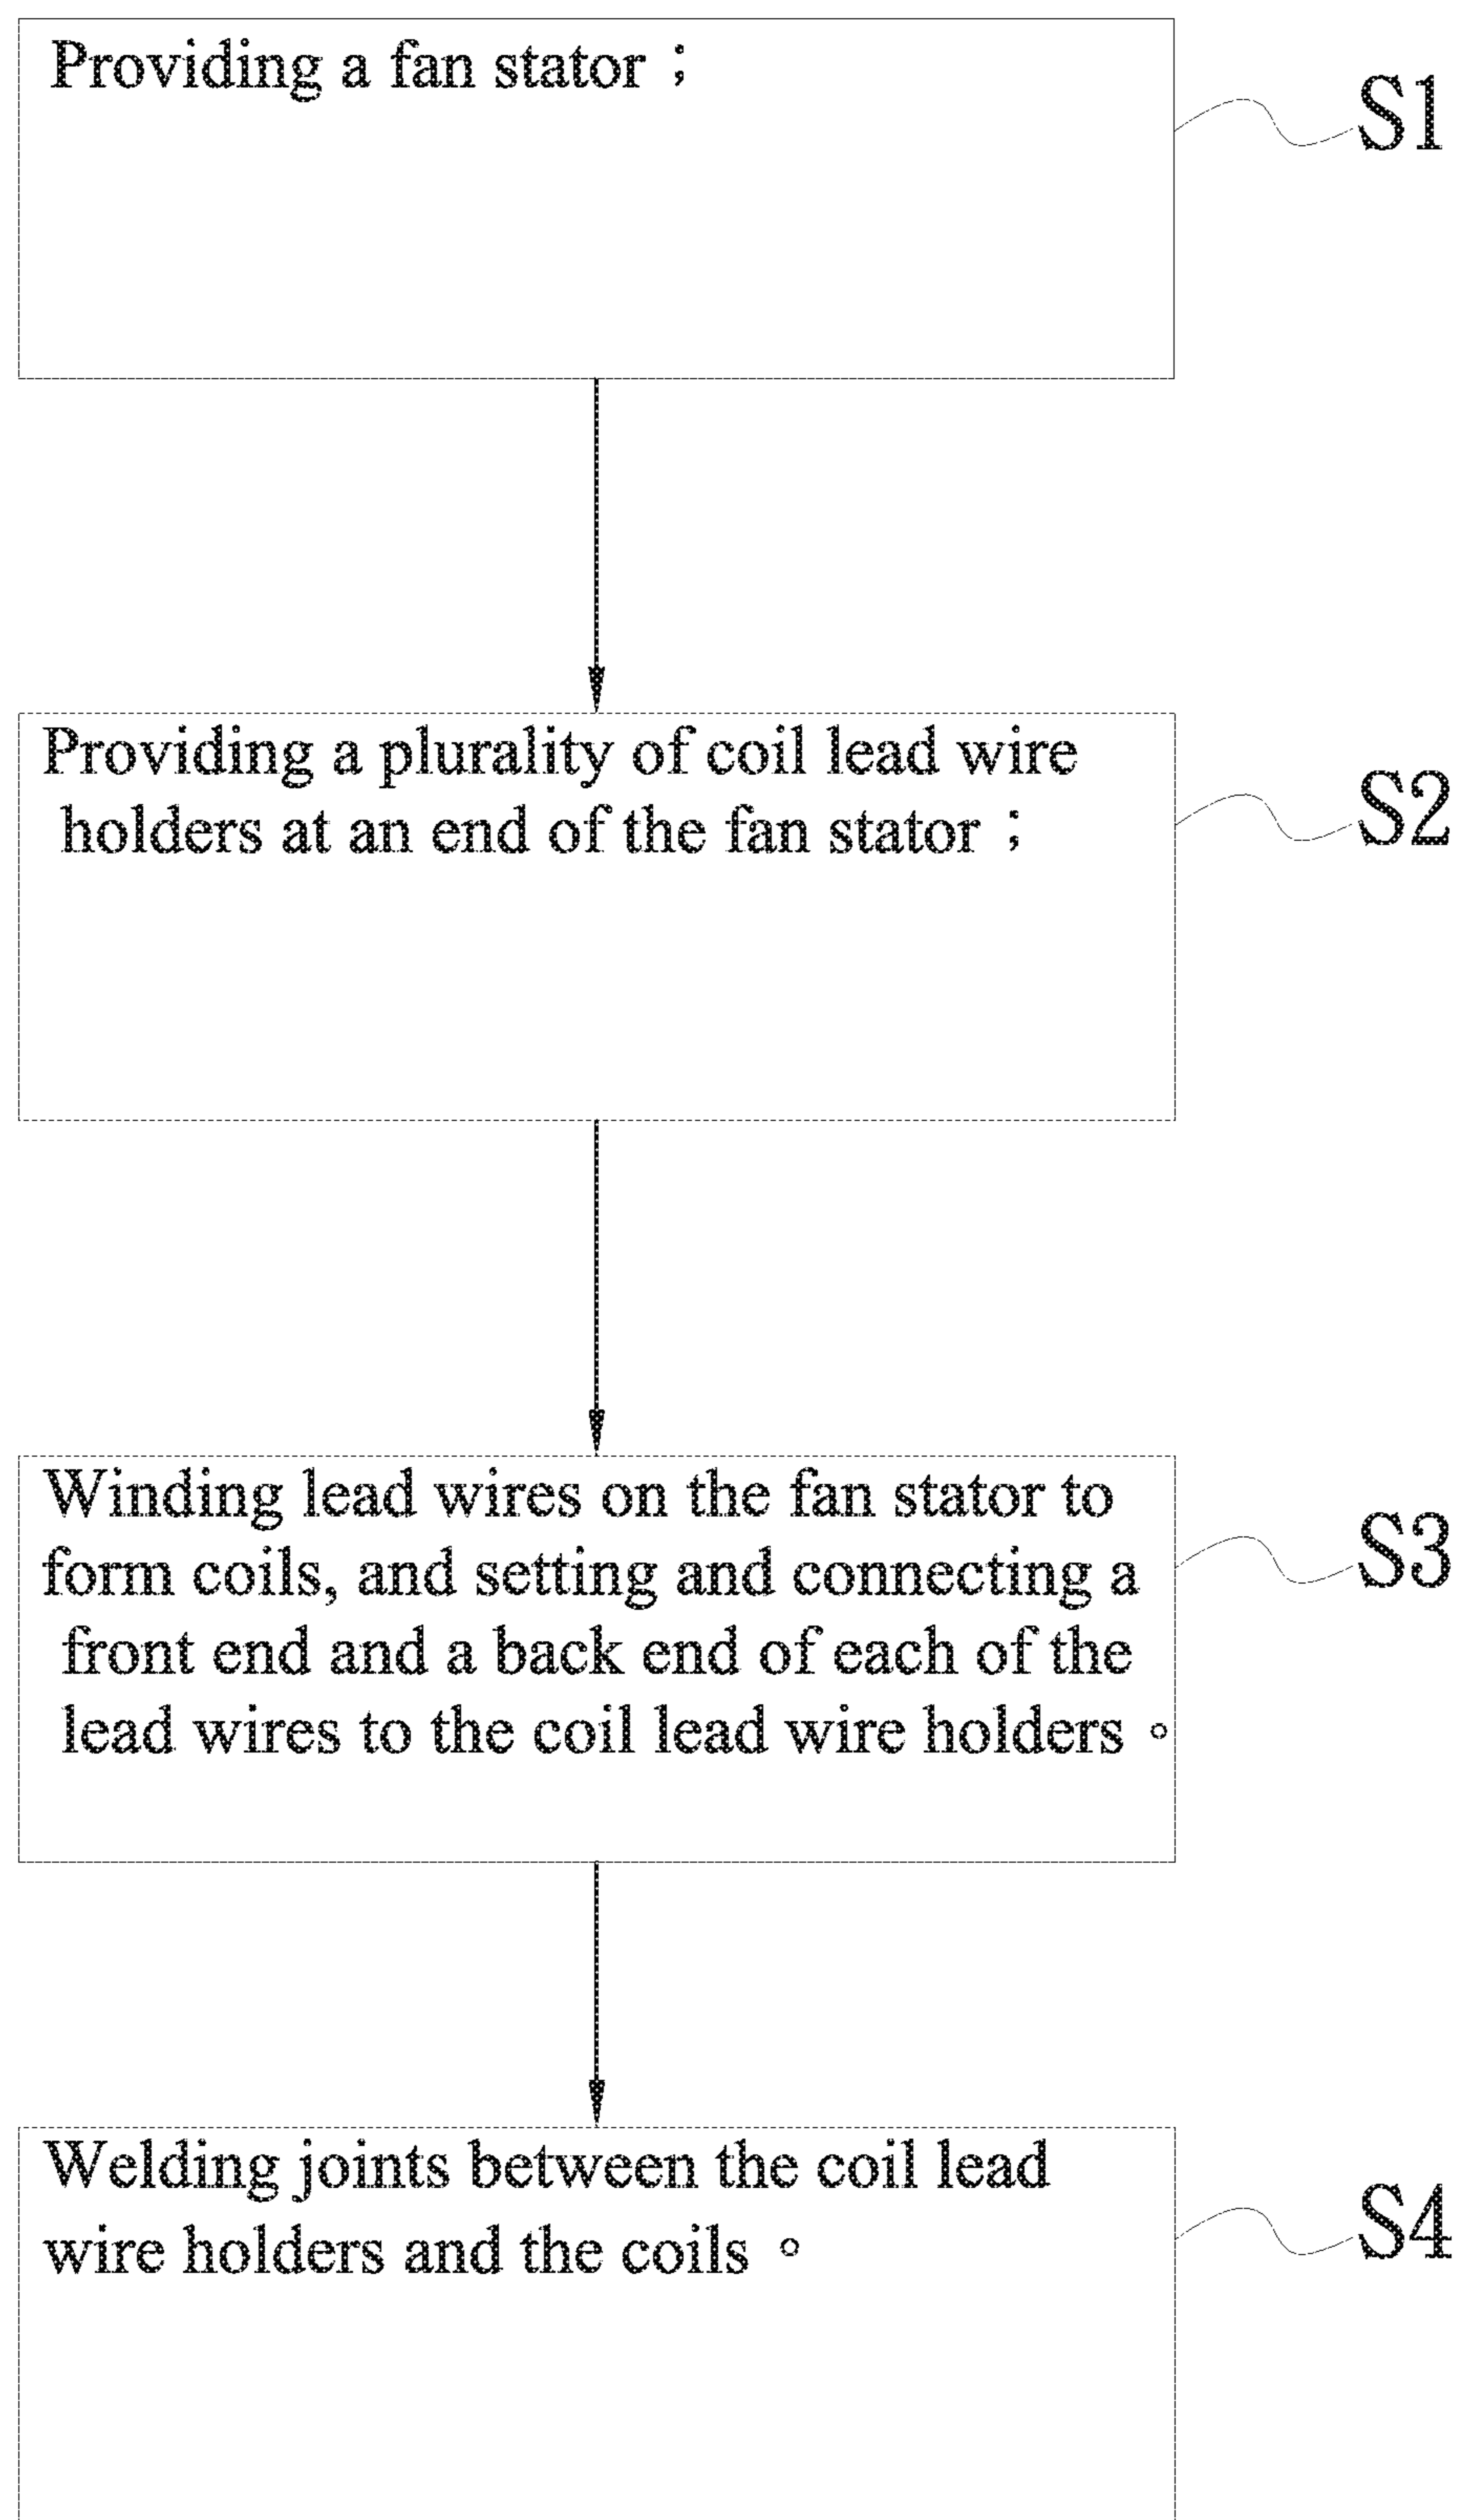 Providing a fan stator；
S1
Providing a plurality of coil lead wire
holders at an end of the fan stator；
S2
Winding lead wires on the fan stator to
form coils, and setting and connecting a
front end and a back end of each of the
lead wires to the coil lead wire holders。
S3
Welding joints between the coil lead
wire holders and the coils。
S4